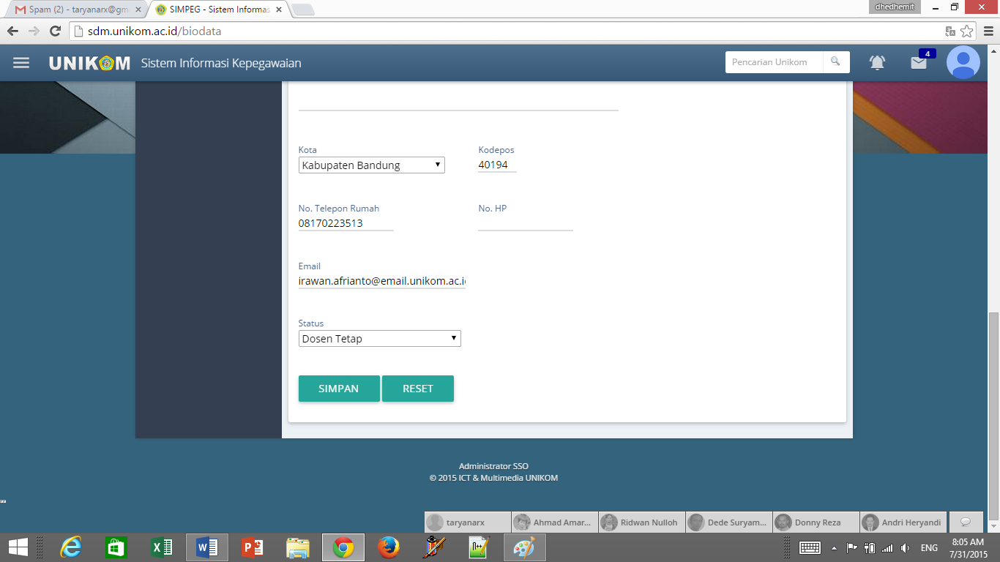 Spam (2) - taryanarx@gm
SIMPEG - Sistem Informas
dhedhemit
sdm.unikom.ac.id/biodata
UNIKOM Sistem Informasi Kepegawaian
Pencarian Unikom
4
Kota
Kabupaten Bandung
Kodepos
40194
No. Telepon Rumah
08170223513
No. HP
Email
irawan.afrianto@email.unikom.ac.i
Status
Dosen Tetap
SIMPAN RESET
Administrator SSO
© 2015 ICT & Multimedia UNIKOM
taryanarx
Ahmad Amar...
Ridwan Nulloh
Dede Suryam...
Donny Reza
Andri Heryandi
ENG
8:05 AM
7/31/2015